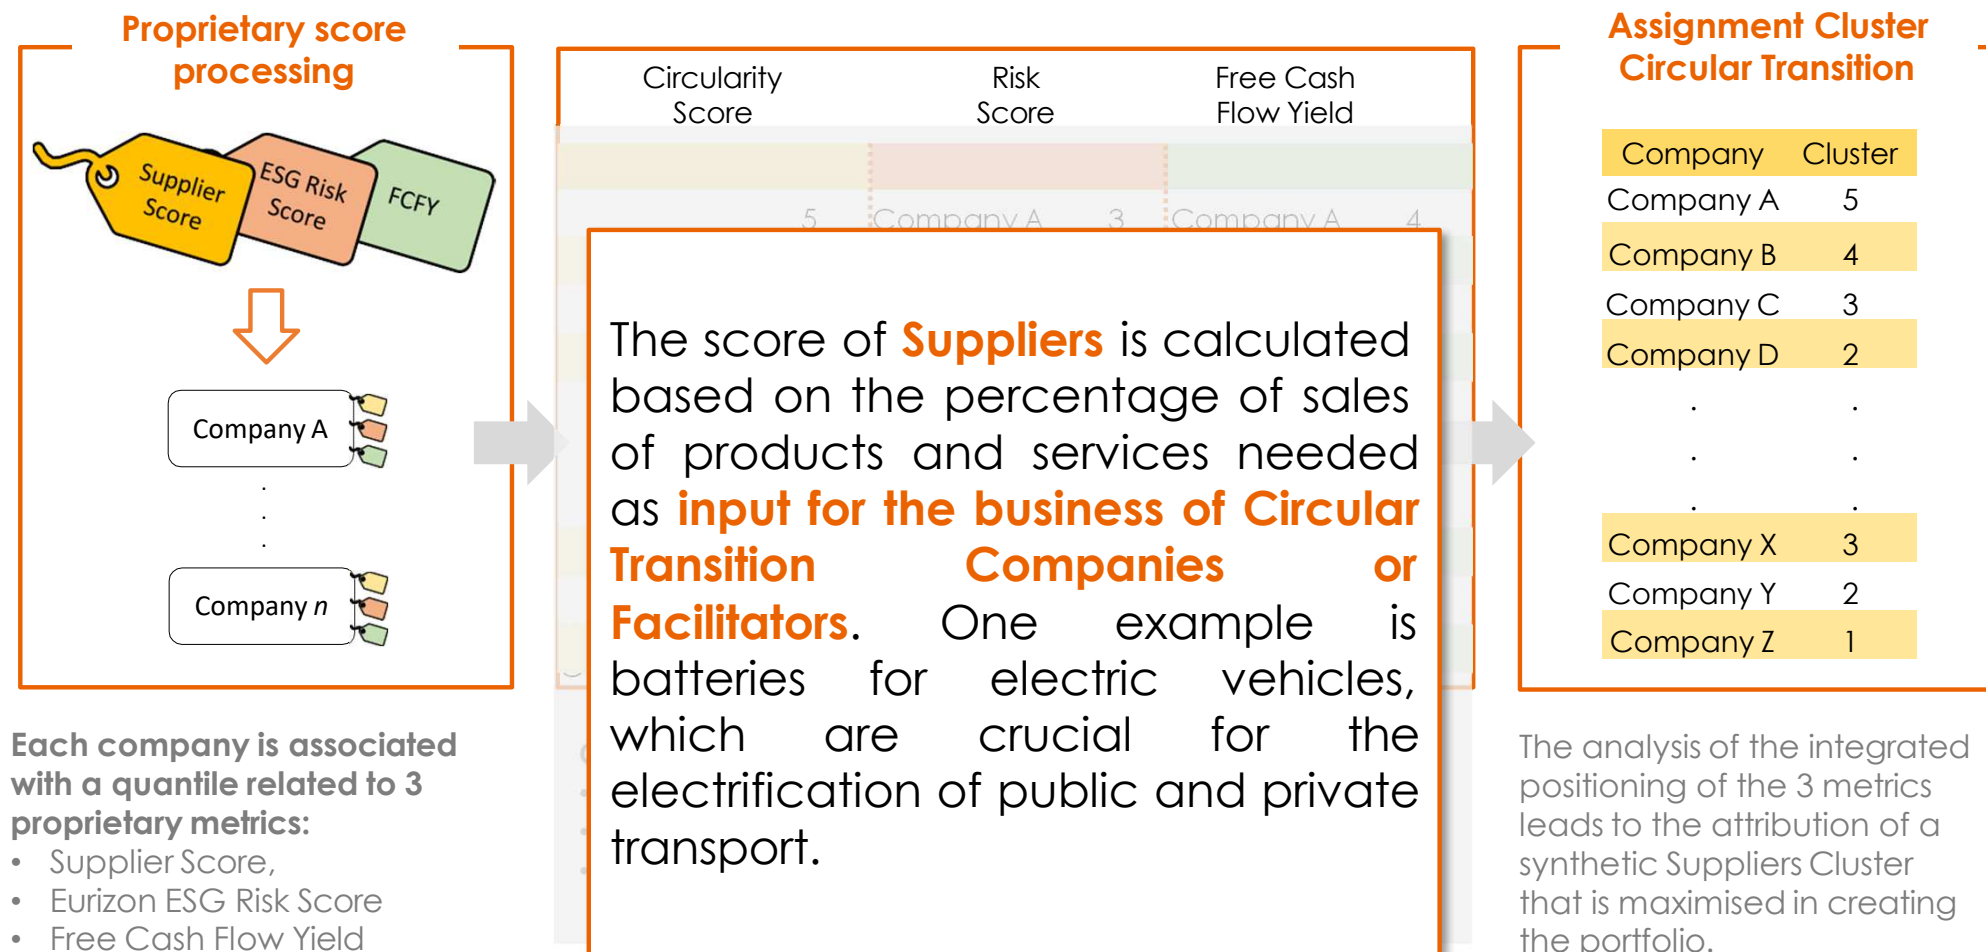 Proprietary score
processing
Supplier
Score
ESG Risk
Score
FCFY
Company A
.
.
.
Company n
Each company is associated
with a quantile related to 3
proprietary metrics:
• Supplier Score,
• Eurizon ESG Risk Score
• Free Cash Flow Yield
Circularity
Score
Risk
Score
Free Cash
Flow Yield
5 Company A 3 Company A 4
The score of Suppliers is calculated
based on the percentage of sales
of products and services needed
as input for the business of Circular
Transition Companies or
Facilitators. One example is
batteries for electric vehicles,
which are crucial for the
electrification of public and private
transport.
Assignment Cluster
Circular Transition
Company Cluster
Company A 5
Company B 4
Company C 3
Company D 2
. .
. .
. .
Company X 3
Company Y 2
Company Z 1
The analysis of the integrated
positioning of the 3 metrics
leads to the attribution of a
synthetic Suppliers Cluster
that is maximised in creating
the portfolio.